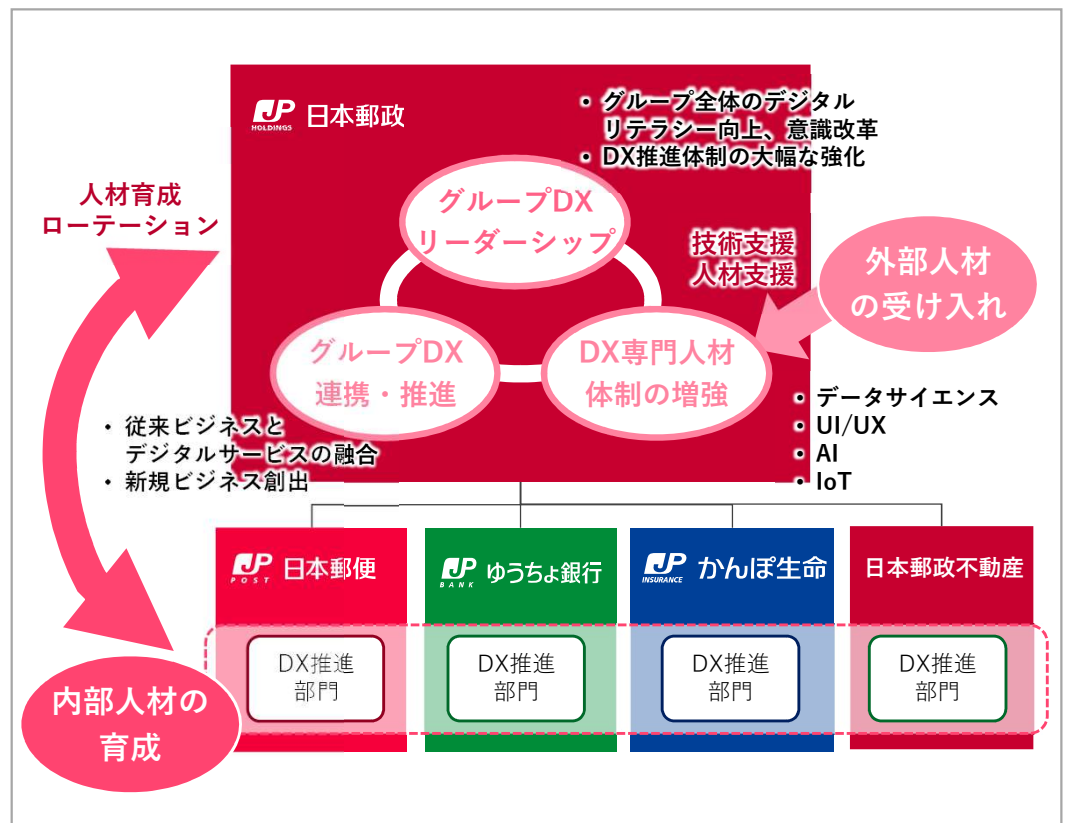 JP HOLDINGS 日本郵政
・ グループ全体のデジタル
リテラシー向上、意識改革
・ DX推進体制の大幅な強化
人材育成
ローテーション
グループDX
リーダーシップ
技術支援
人材支援
外部人材
の受け入れ
グループDX
連携・推進
DX専門人材
体制の増強
・ 従来ビジネスと
デジタルサービスの融合
・ 新規ビジネス創出
・ データサイエンス
・ UI/UX
・ AI
・ IoT
JP POST 日本郵便
JP BANK ゆうちょ銀行
JP INSURANCE かんぽ生命
日本郵政不動産
DX推進
部門
DX推進
部門
DX推進
部門
DX推進
部門
内部人材の
育成